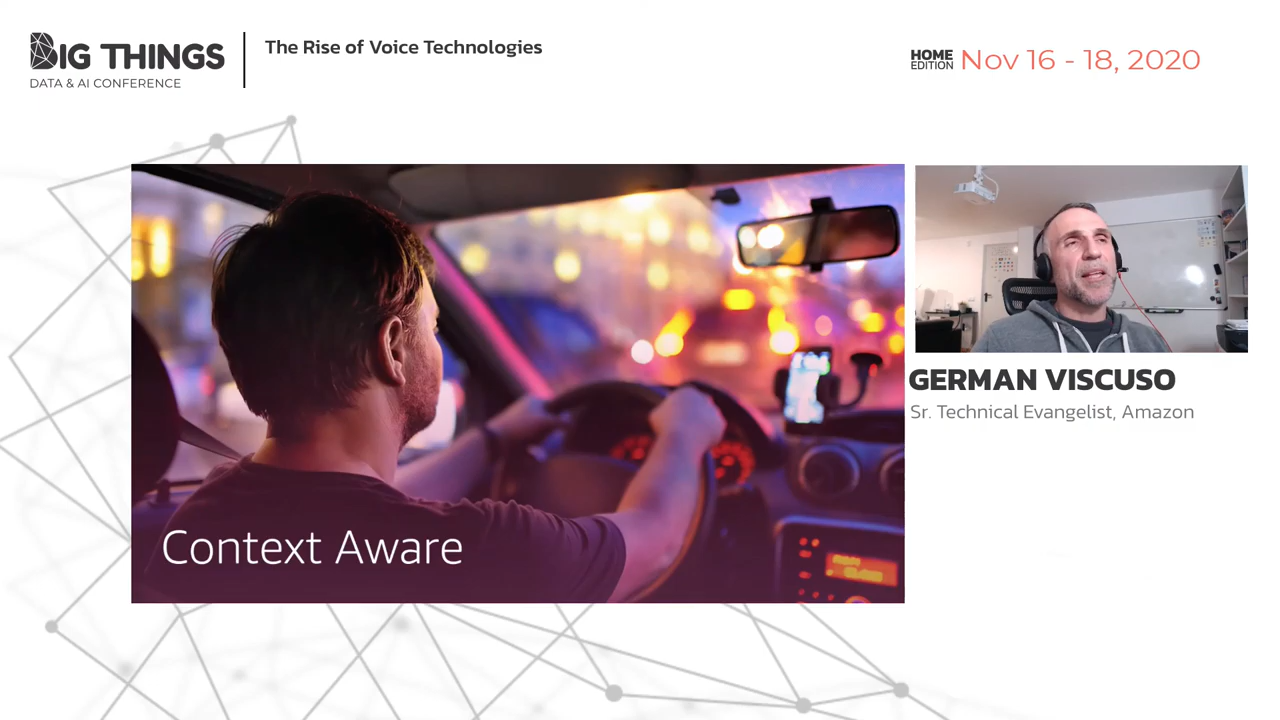 BIG THINGS
DATA & AI CONFERENCE
The Rise of Voice Technologies
HOME
EDITION
Nov 16 - 18, 2020
Context Aware
GERMAN VISCUSO
Sr. Technical Evangelist, Amazon